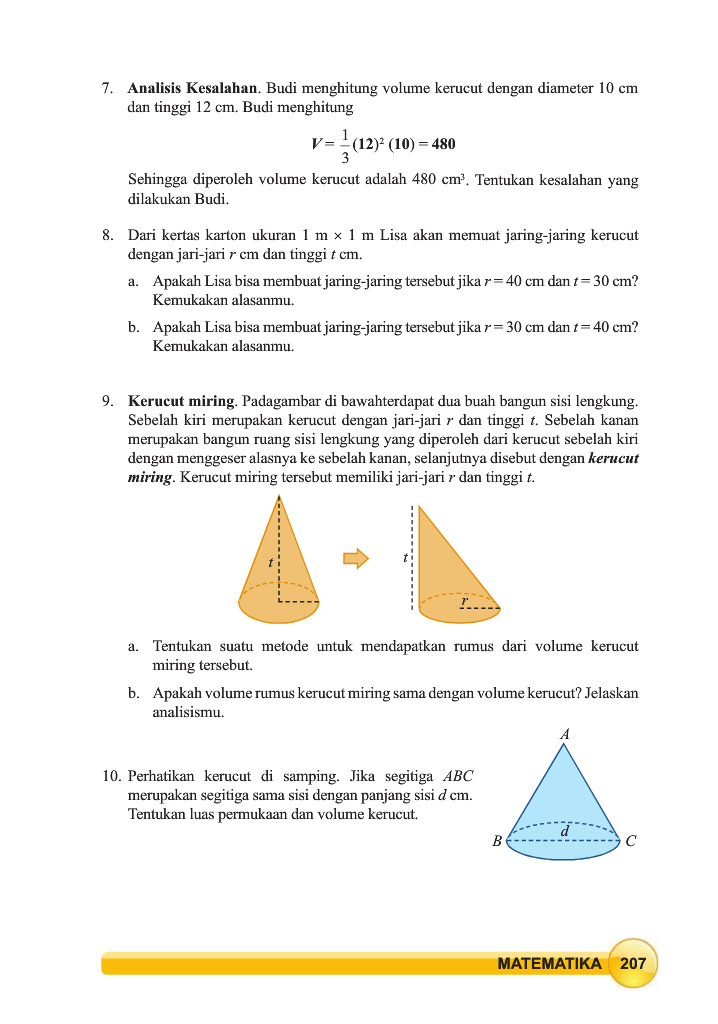 7. Analisis Kesalahan. Budi menghitung volume kerucut dengan diameter 10 cm
dan tinggi 12 cm. Budi menghitung
V = 1/3 (12)² (10) = 480
Sehingga diperoleh volume kerucut adalah 480 cm³. Tentukan kesalahan yang
dilakukan Budi.
8. Dari kertas karton ukuran 1 m × 1 m Lisa akan memuat jaring-jaring kerucut
dengan jari-jari r cm dan tinggi t cm.
a. Apakah Lisa bisa membuat jaring-jaring tersebut jika r = 40 cm dan t = 30 cm?
Kemukakan alasanmu.
b. Apakah Lisa bisa membuat jaring-jaring tersebut jika r = 30 cm dan t = 40 cm?
Kemukakan alasanmu.
9. Kerucut miring. Padagambar di bawahterdapat dua buah bangun sisi lengkung.
Sebelah kiri merupakan kerucut dengan jari-jari r dan tinggi t. Sebelah kanan
merupakan bangun ruang sisi lengkung yang diperoleh dari kerucut sebelah kiri
dengan menggeser alasnya ke sebelah kanan, selanjutnya disebut dengan kerucut
miring. Kerucut miring tersebut memiliki jari-jari r dan tinggi t.
t
t
r
a. Tentukan suatu metode untuk mendapatkan rumus dari volume kerucut
miring tersebut.
b. Apakah volume rumus kerucut miring sama dengan volume kerucut? Jelaskan
analisismu.
10. Perhatikan kerucut di samping. Jika segitiga ABC
merupakan segitiga sama sisi dengan panjang sisi d cm.
Tentukan luas permukaan dan volume kerucut.
A
d
B
C
MATEMATIKA 207